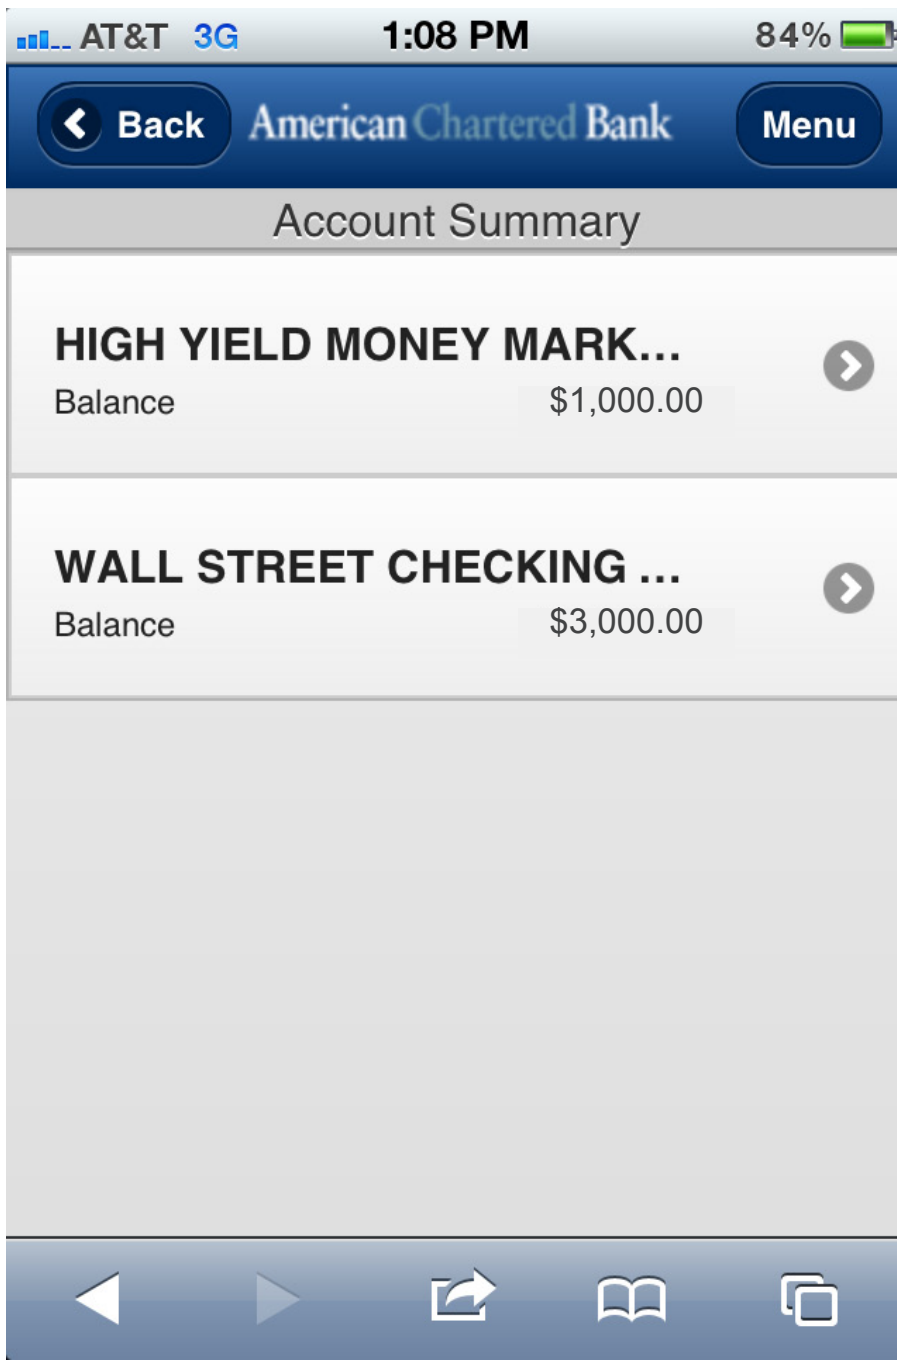 AT&T 3G 1:08 PM 84%
Back American Chartered Bank Menu
Account Summary
HIGH YIELD MONEY MARK...
Balance $1,000.00
WALL STREET CHECKING ...
Balance $3,000.00